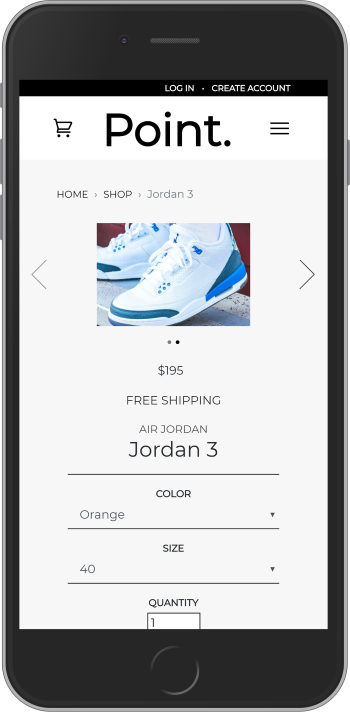 LOG IN • CREATE ACCOUNT
Point.
HOME › SHOP › Jordan 3
$195
FREE SHIPPING
AIR JORDAN
Jordan 3
COLOR
Orange
SIZE
40
QUANTITY
1